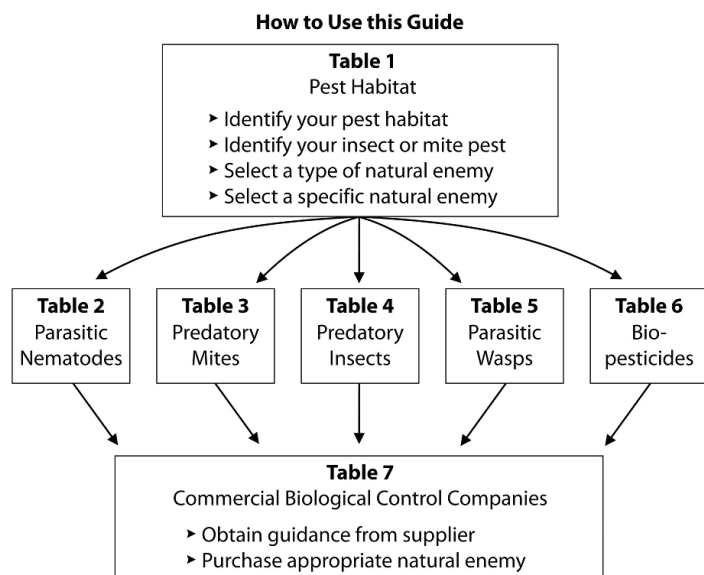 How to Use this Guide
Table 1
Pest Habitat
➤ Identify your pest habitat
➤ Identify your insect or mite pest
➤ Select a type of natural enemy
➤ Select a specific natural enemy
Table 2
Parasitic
Nematodes
Table 3
Predatory
Mites
Table 4
Predatory
Insects
Table 5
Parasitic
Wasps
Table 6
Bio-
pesticides
Table 7
Commercial Biological Control Companies
➤ Obtain guidance from supplier
➤ Purchase appropriate natural enemy